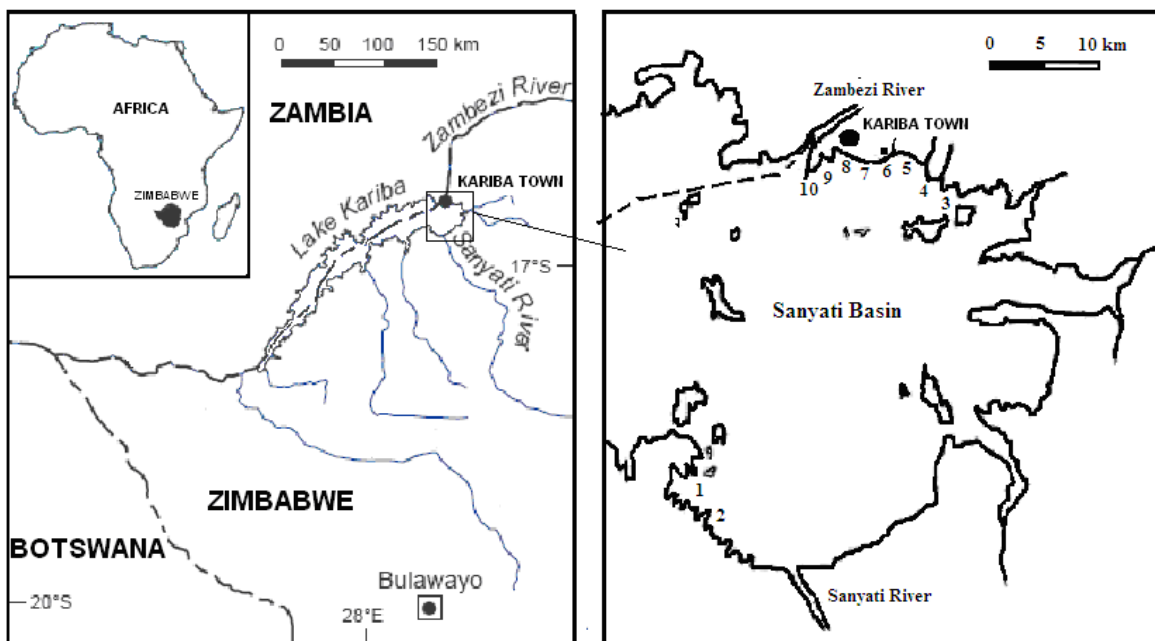 AFRICA
ZIMBABWE
0 50 100 150 km
ZAMBIA
Zambezi River
KARIBA TOWN
Lake Kariba
Sanyati River
17°S
ZIMBABWE
BOTSWANA
Bulawayo
20°S
28°E
0 5 10 km
Zambezi River
KARIBA TOWN
10 9 8 7 6 5 4 3
Sanyati Basin
1
2
Sanyati River